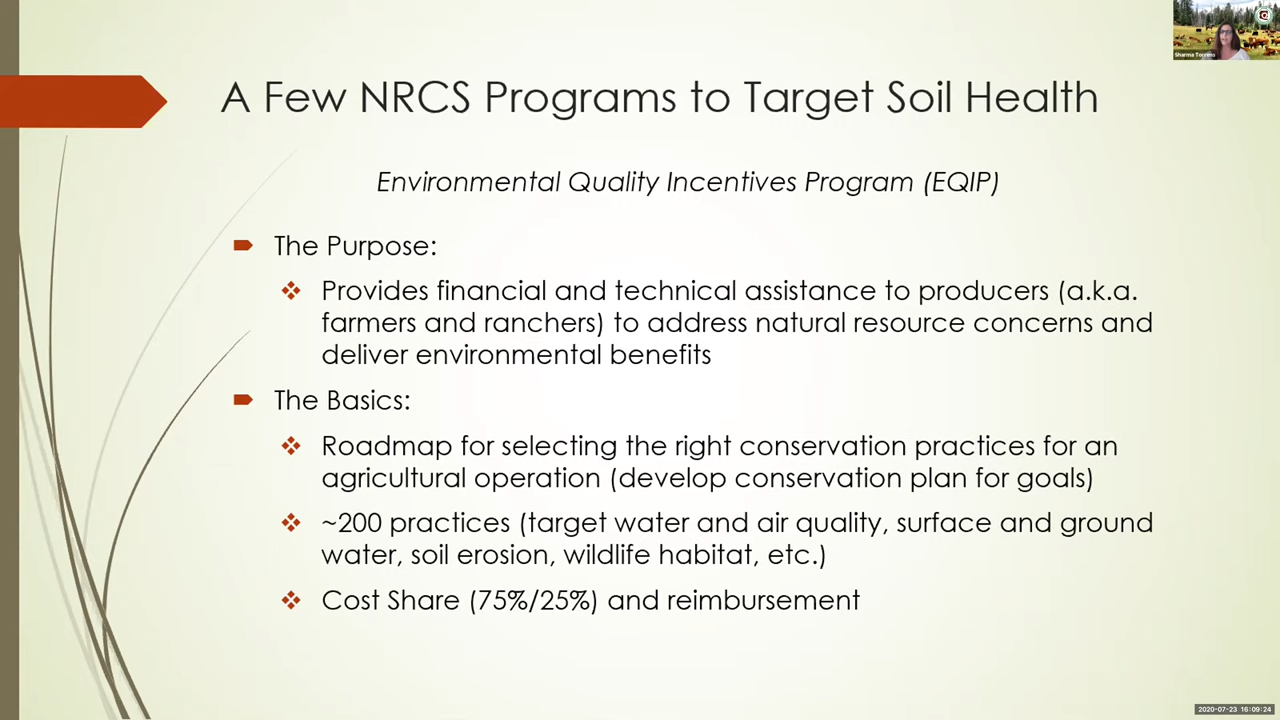 A Few NRCS Programs to Target Soil Health
Environmental Quality Incentives Program (EQIP)
The Purpose:
Provides financial and technical assistance to producers (a.k.a.
farmers and ranchers) to address natural resource concerns and
deliver environmental benefits
The Basics:
Roadmap for selecting the right conservation practices for an
agricultural operation (develop conservation plan for goals)
~200 practices (target water and air quality, surface and ground
water, soil erosion, wildlife habitat, etc.)
Cost Share (75%/25%) and reimbursement
Sharma Torrens
2020-07-23 16:09:24